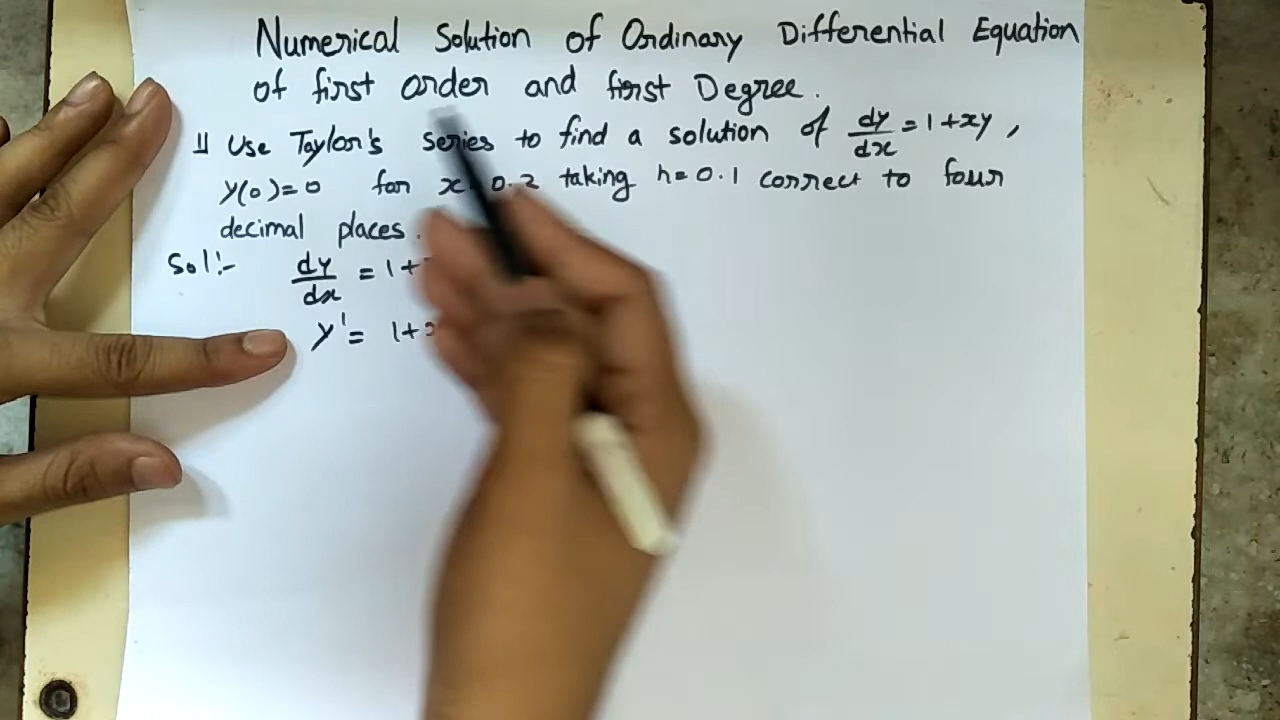 Numerical Solution of Ordinary Differential Equation
of first order and first Degree.
1] Use Taylor's series to find a solution of dy/dx = 1+xy,
y(0)=0 for x 0.2 taking h=0.1 correct to four
decimal places.
Sol:- dy/dx = 1+
y' = 1+